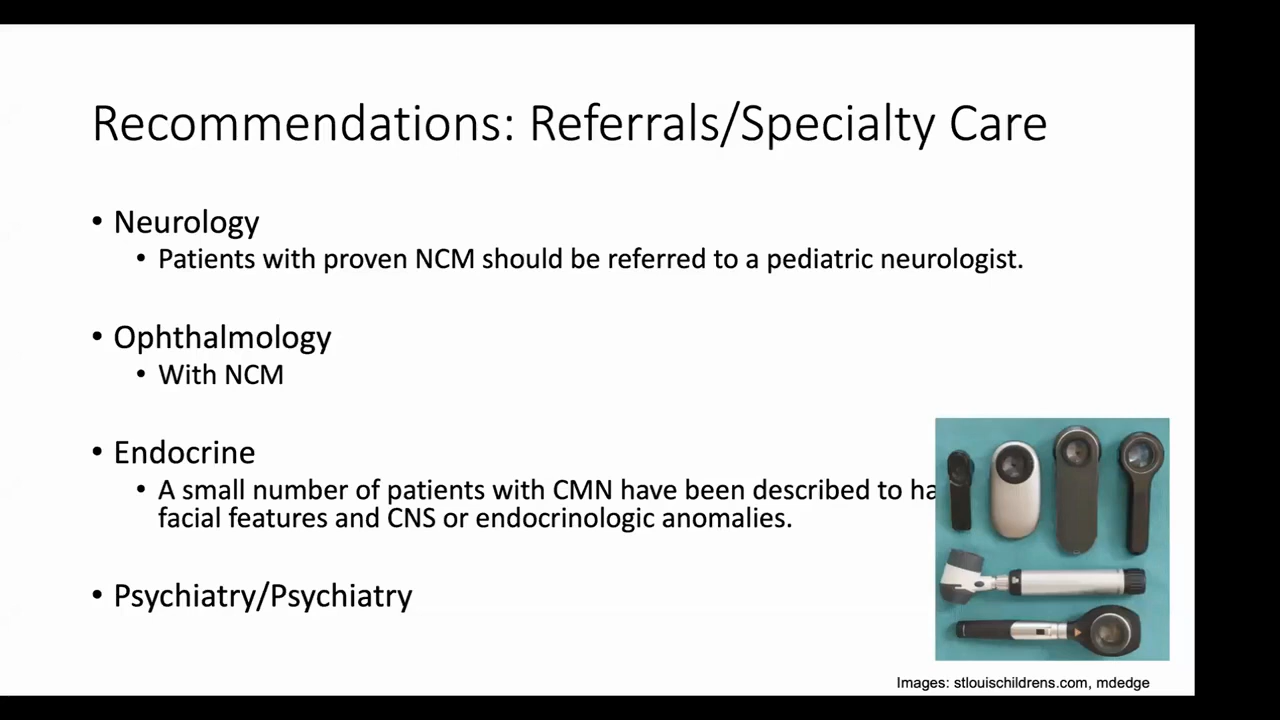 Recommendations: Referrals/Specialty Care
• Neurology
• Patients with proven NCM should be referred to a pediatric neurologist.
• Ophthalmology
• With NCM
• Endocrine
• A small number of patients with CMN have been described to ha
facial features and CNS or endocrinologic anomalies.
• Psychiatry/Psychiatry
Images: stlouischildrens.com, mdedge